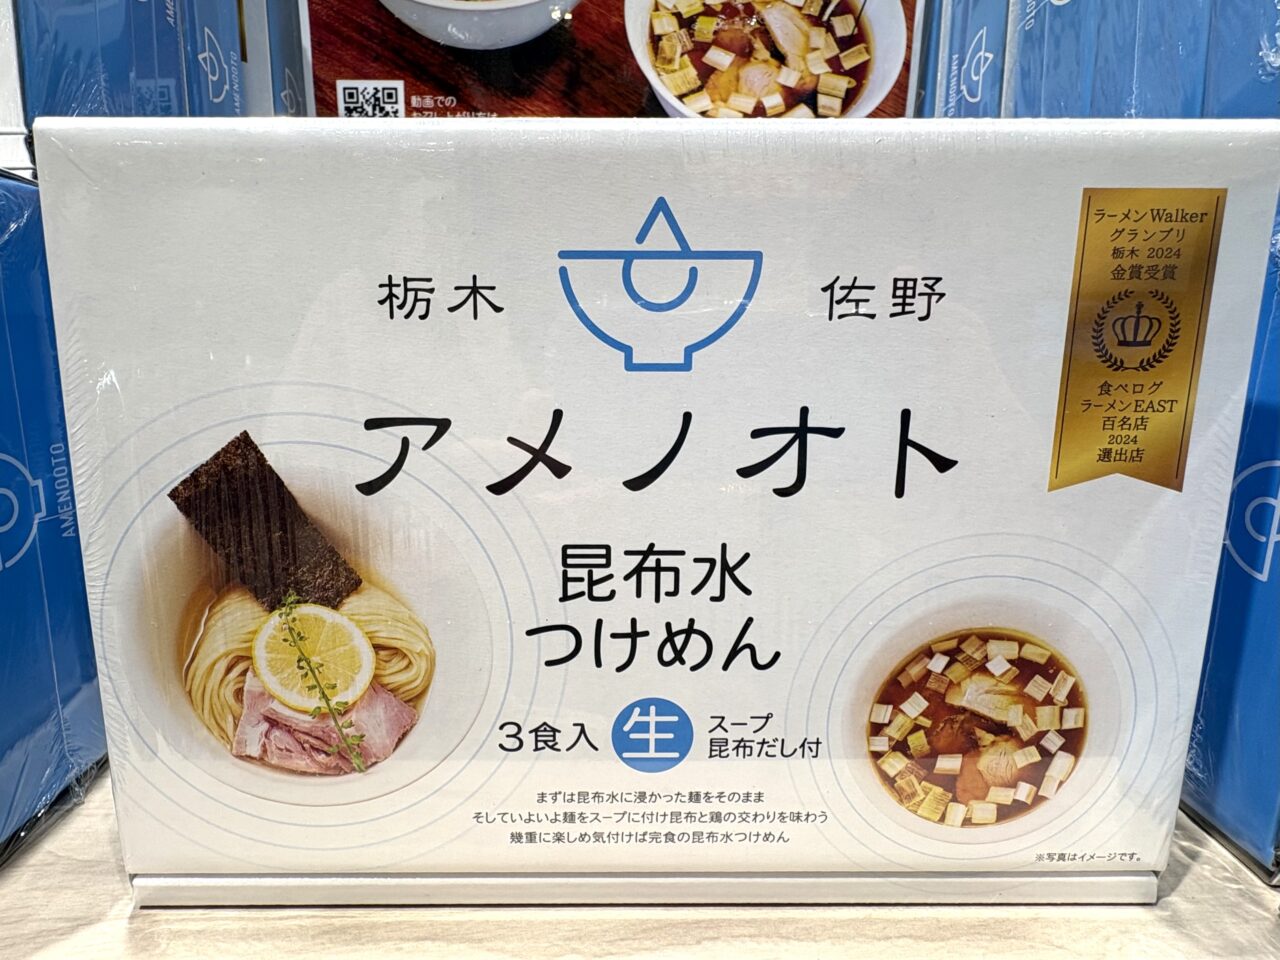 動画での
AMENOOTO
AMENOOTO
栃木
佐野
ラーメンWalker
グランプリ
栃木 2024
金賞受賞
食べログ
ラーメンEAST
百名店
2024
選出店
アメノオト
昆布水
つけめん
3食入
生
スープ
昆布だし付
まずは昆布水に浸かった麺をそのまま
そしていよいよ麺をスープに付け昆布と鶏の交わりを味わう
幾重に楽しめ気付けば完食の昆布水つけめん
※写真はイメージです。
AMENOOTO